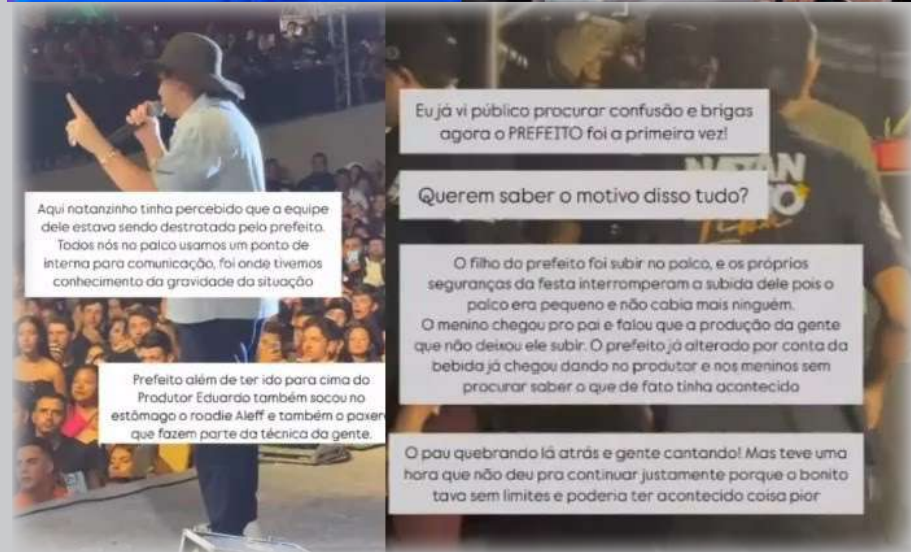 Aqui natanzinho tinha percebido que a equipe
dele estava sendo destratada pelo prefeito.
Todos nós no palco usamos um ponto de
interna para comunicação, foi onde tivemos
conhecimento da gravidade da situação
Prefeito além de ter ido para cima do
Produtor Eduardo também socou no
estômago o roadie Aleff e também o paxero
que fazem parte da técnica da gente.
Eu já vi público procurar confusão e brigas
agora o PREFEITO foi a primeira vez!
NATAN
Querem saber o motivo disso tudo?
O filho do prefeito foi subir no palco, e os próprios
seguranças da festa interromperam a subida dele pois o
palco era pequeno e não cabia mais ninguém.
O menino chegou pro pai e falou que a produção da gente
que não deixou ele subir. O prefeito já alterado por conta da
bebida já chegou dando no produtor e nos meninos sem
procurar saber o que de fato tinha acontecido
O pau quebrando lá atrás e gente cantando! Mas teve uma
hora que não deu pra continuar justamente porque o bonito
tava sem limites e poderia ter acontecido coisa pior